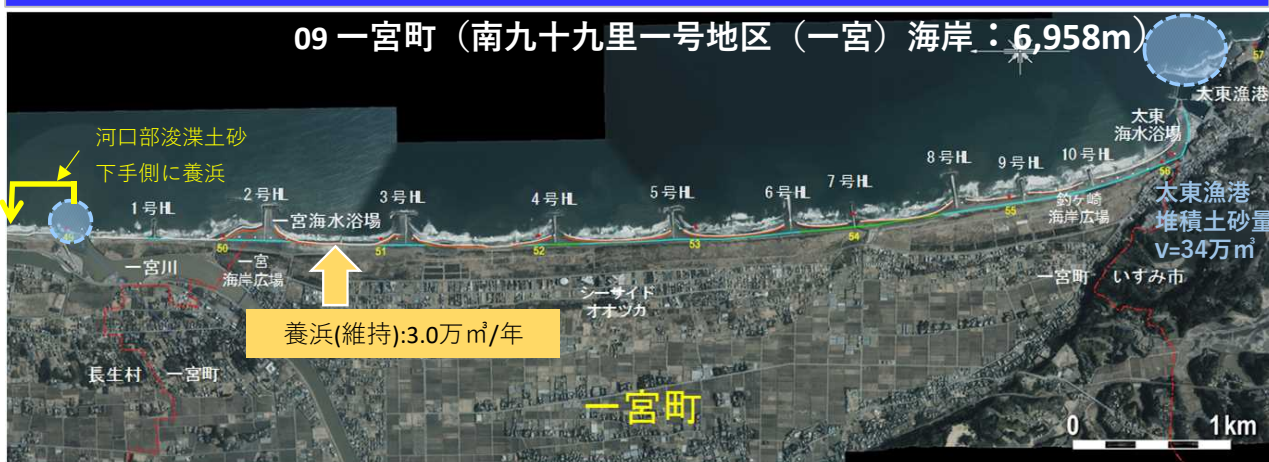 09 一宮町（南九十九里一号地区（一宮）海岸：6,958m）
57
太東漁港
太東
海水浴場
河口部浚渫土砂
下手側に養浜
1号HL
2号HL
一宮海水浴場
3号HL
4号HL
5号HL
6号HL
7号HL
8号HL
9号HL
10号HL
56
50
51
52
53
54
55
釣ケ崎
海岸広場
太東漁港
堆積土砂量
V=34万㎥
一宮川
一宮
海岸広場
シーサイド
オオツカ
一宮町
いすみ市
養浜(維持):3.0万㎥/年
長生村
一宮町
一宮町
0
1km